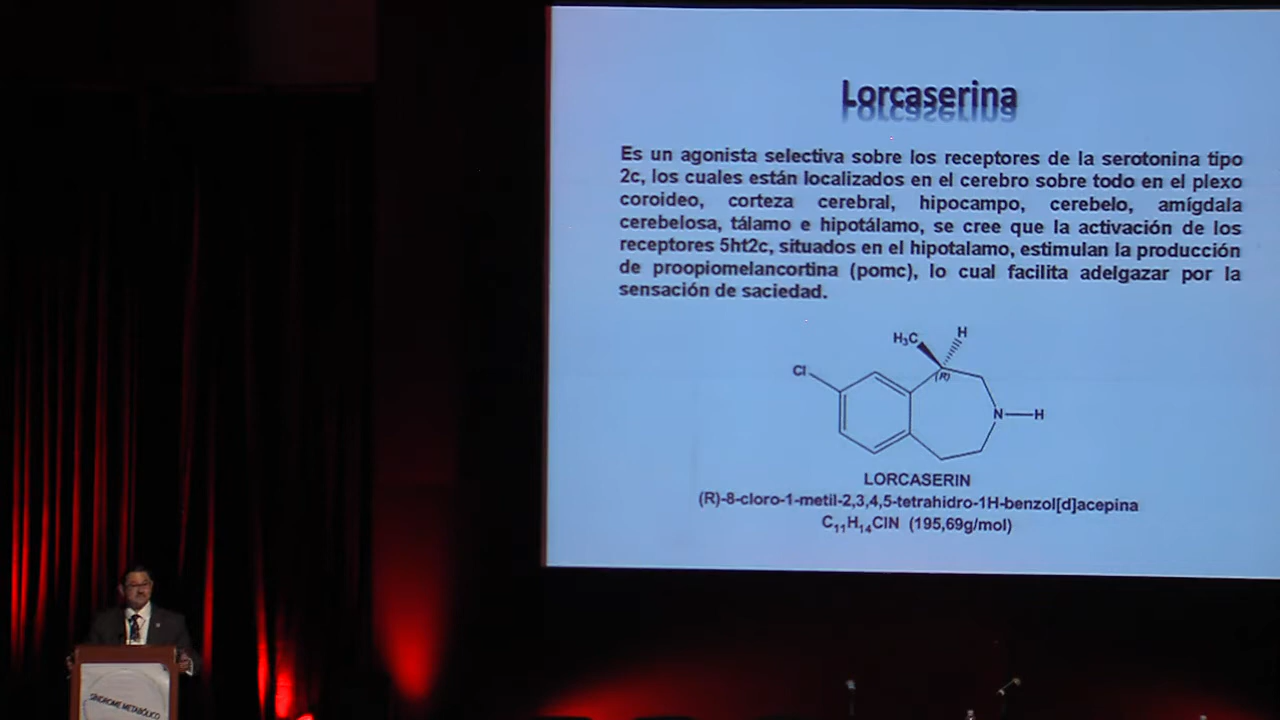 Lorcaserina
Es un agonista selectiva sobre los receptores de la serotonina tipo
2c, los cuales están localizados en el cerebro sobre todo en el plexo
coroideo, corteza cerebral, hipocampo, cerebelo, amígdala
cerebelosa, tálamo e hipotálamo, se cree que la activación de los
receptores 5ht2c, situados en el hipotalamo, estimulan la producción
de proopiomelancortina (pomc), lo cual facilita adelgazar por la
sensación de saciedad.
H₃C H
Cl
(R)
N H
LORCASERIN
(R)-8-cloro-1-metil-2,3,4,5-tetrahidro-1H-benzol[d]acepina
C₁₁H₁₄ClN (195,69g/mol)
SÍNDROME METABÓLICO